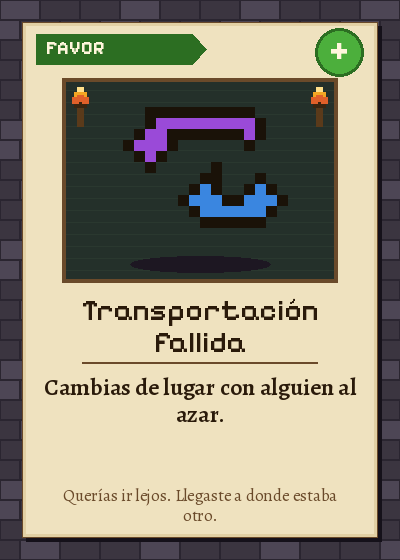 FAVOR
+
Transportación
Fallida
Cambias de lugar con alguien al
azar.
Querías ir lejos. Llegaste a donde estaba
otro.